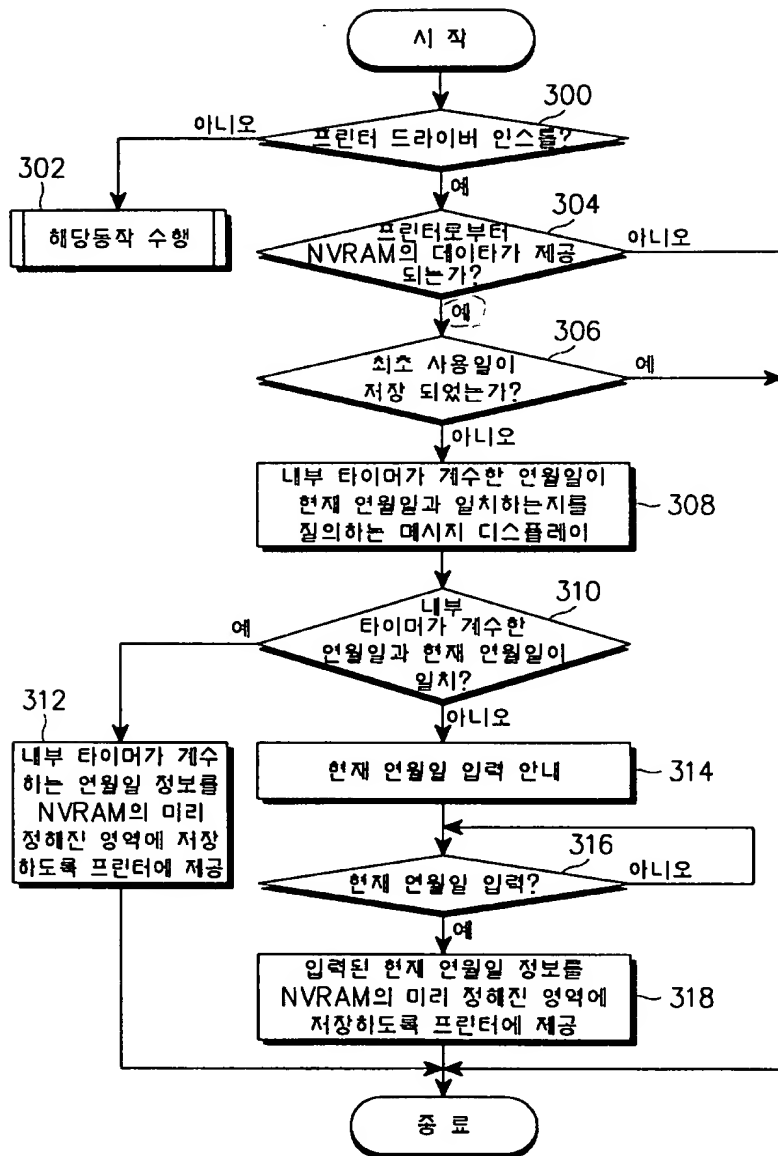 시 작
300
아니오
프린터 드라이버 인스톨?
302
예
304
해당동작 수행
프린터로부터
NVRAM의 데이타가 제공
되는가?
아니오
예
306
최초 사용일이
저장 되었는가?
예
아니오
내부 타이머가 계수한 연월일이
현재 연월일과 일치하는지를
질의하는 메시지 디스플레이
308
310
내부
타이머가 계수한
연월일과 현재 연월일이
일치?
예
아니오
312
내부 타이머가 계수
하는 연월일 정보를
NVRAM의 미리
정해진 영역에 저장
하도록 프린터에 제공
현재 연월일 입력 안내
314
316
현재 연월일 입력?
아니오
예
입력된 현재 연월일 정보를
NVRAM의 미리 정해진 영역에
저장하도록 프린터에 제공
318
종 료